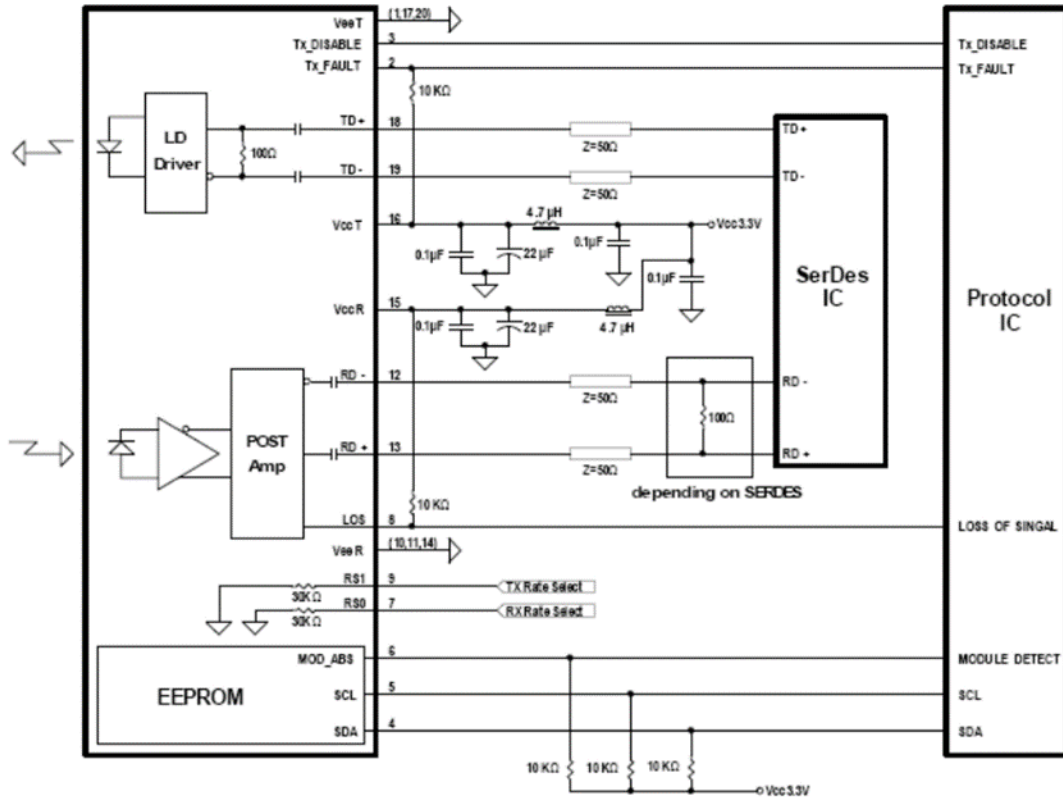 VeeT (1,17,20)
Tx_DISABLE 3 Tx_DISABLE
Tx_FAULT 2 Tx_FAULT
10 KΩ
LD
Driver
100Ω
TD+ 18 TD+
Z=50Ω
TD- 19 TD-
Z=50Ω
VccT 16
4.7 µH
Vcc3.3V
0.1µF
22 µF
0.1µF
0.1µF
SerDes
IC
Protocol
IC
VccR 15
0.1µF
22 µF
4.7 µH
RD - 12 RD -
Z=50Ω
100Ω
POST
Amp
RD + 13 RD +
Z=50Ω
depending on SERDES
10 KΩ
LOS 8 LOSS OF SINGAL
VeeR (10,11,14)
RS1 9 TX Rate Select
30KΩ
RS0 7 RX Rate Select
30KΩ
MOD_ABS 6 MODULE DETECT
EEPROM
SCL 5 SCL
SDA 4 SDA
10 KΩ 10 KΩ 10 KΩ
Vcc3.3V